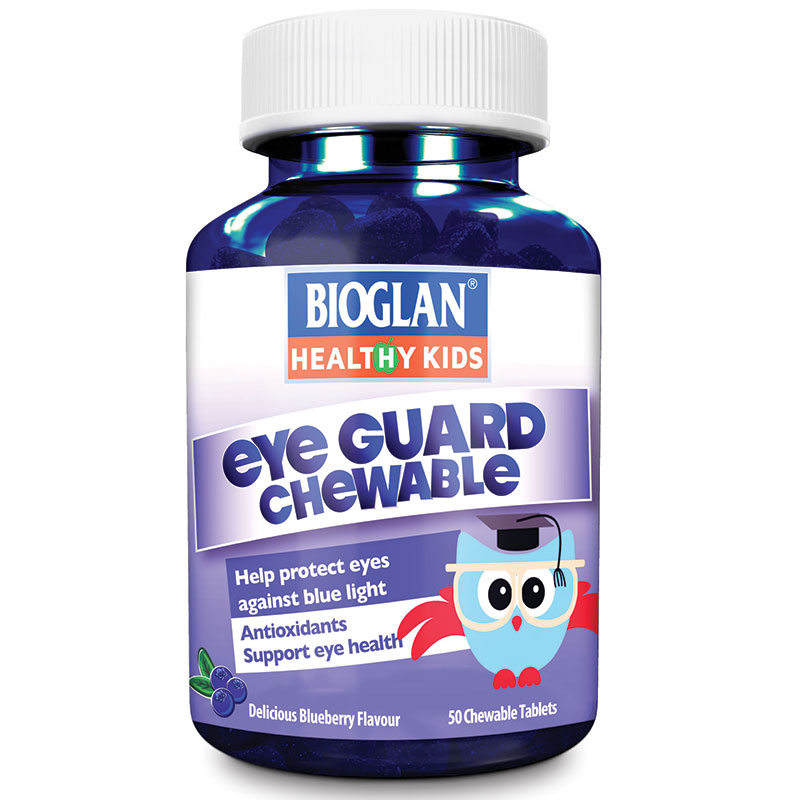 BIOGLAN®
HEALTHY KIDS
eYe GUARD
CHeWABLe
Help protect eyes
against blue light
Antioxidants
Support eye health
Delicious Blueberry Flavour
50 Chewable Tablets